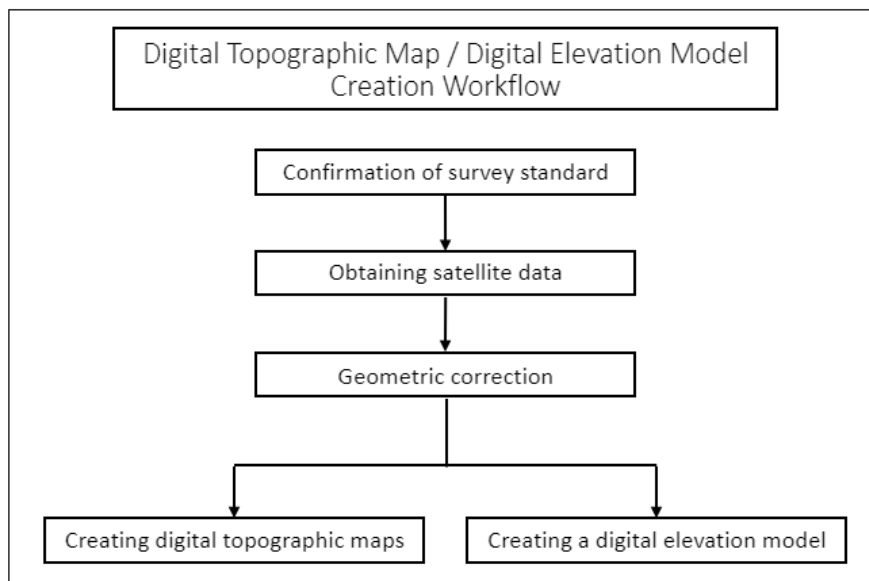 Digital Topographic Map / Digital Elevation Model
Creation Workflow
Confirmation of survey standard
Obtaining satellite data
Geometric correction
Creating digital topographic maps
Creating a digital elevation model